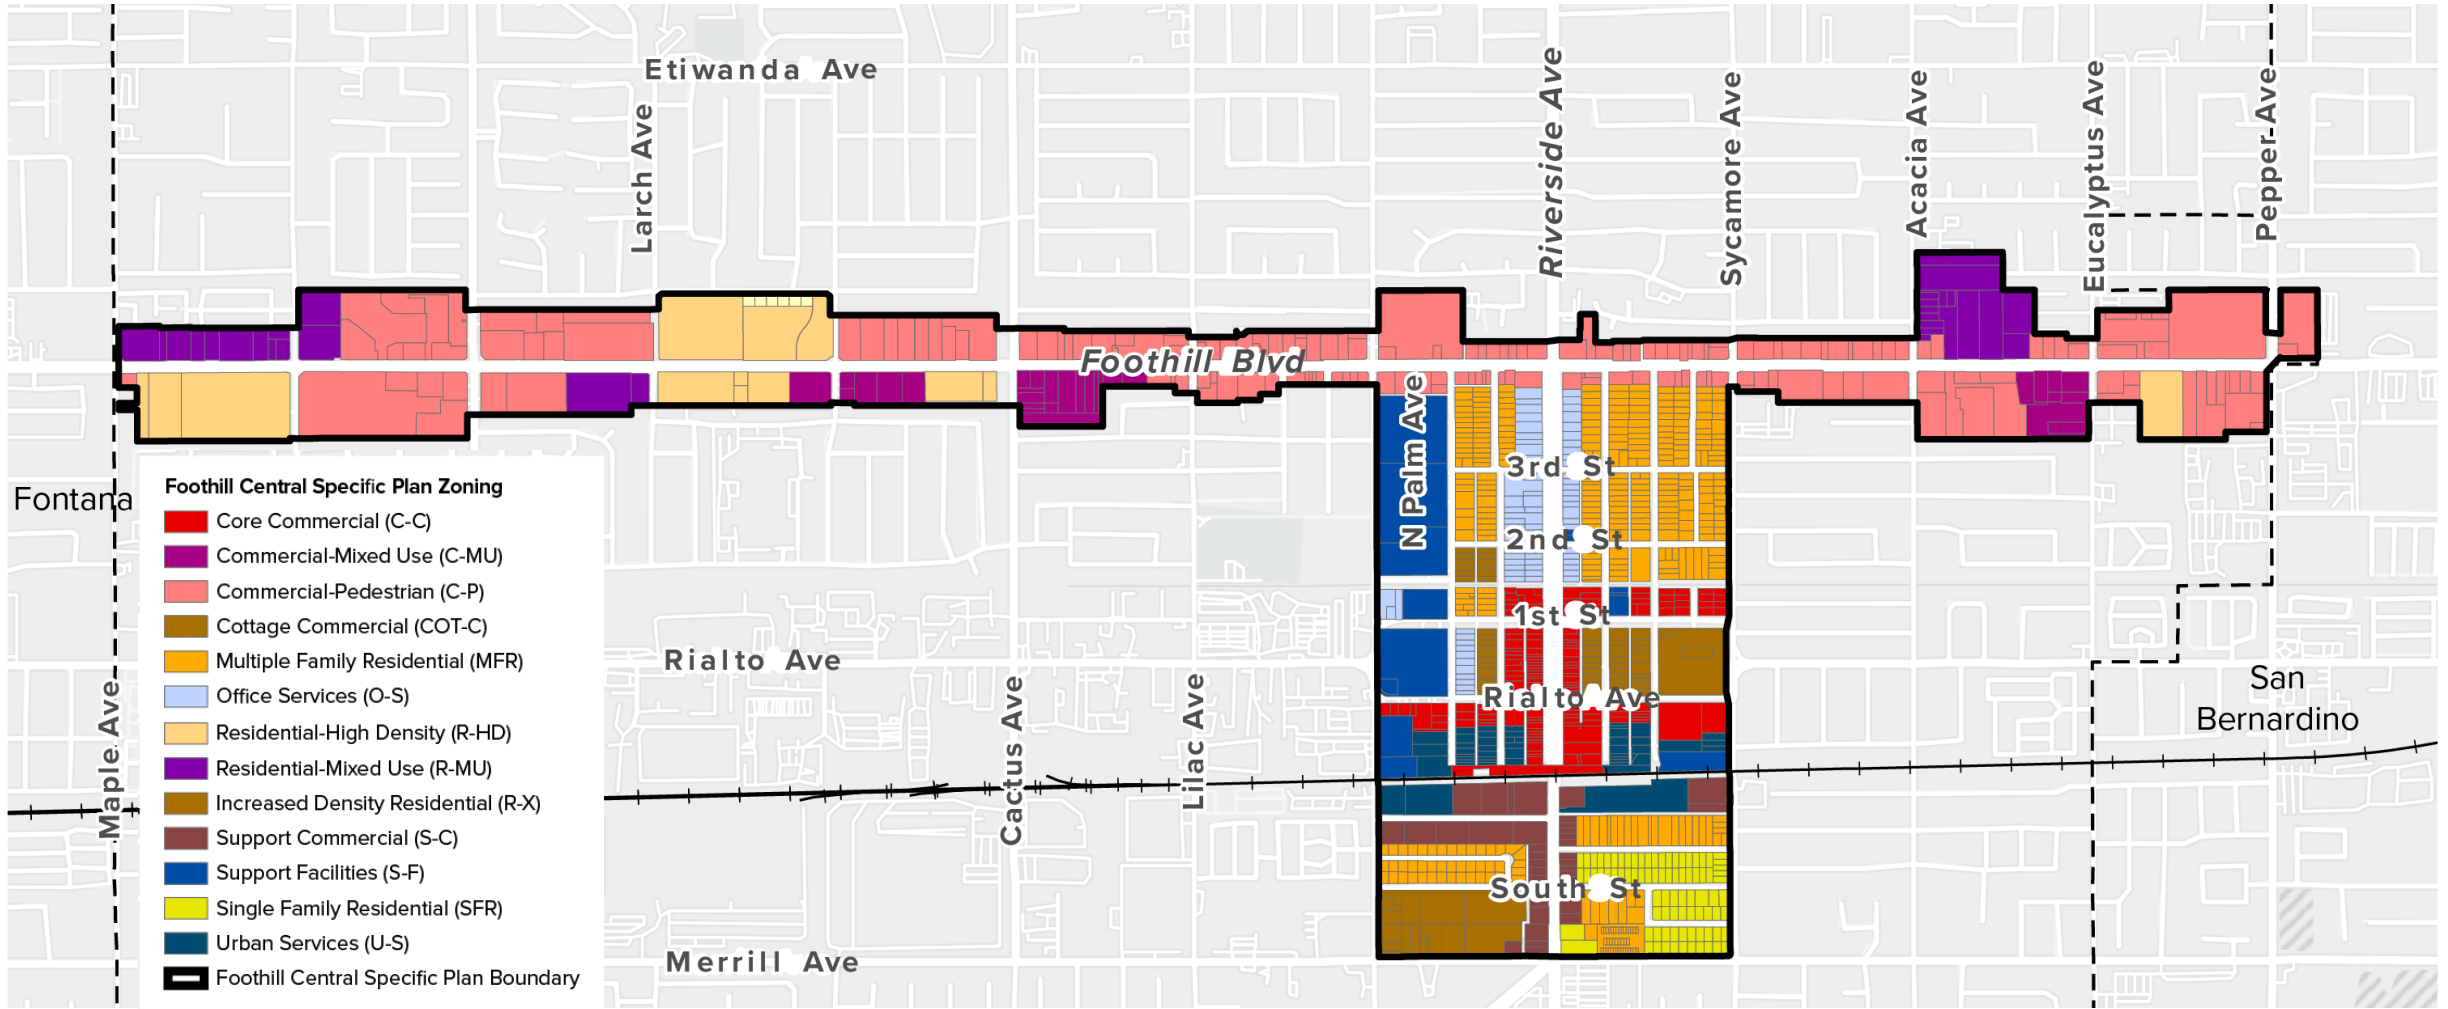 Etiwanda Ave
Larch Ave
Riverside Ave
Sycamore Ave
Acacia Ave
Eucalyptus Ave
Pepper Ave
Foothill Blvd
N Palm Ave
3rd St
2nd St
1st St
Rialto Ave
Rialto Ave
South St
Merrill Ave
Maple Ave
Cactus Ave
Lilac Ave
Fontana
San
Bernardino
Foothill Central Specific Plan Zoning
Core Commercial (C-C)
Commercial-Mixed Use (C-MU)
Commercial-Pedestrian (C-P)
Cottage Commercial (COT-C)
Multiple Family Residential (MFR)
Office Services (O-S)
Residential-High Density (R-HD)
Residential-Mixed Use (R-MU)
Increased Density Residential (R-X)
Support Commercial (S-C)
Support Facilities (S-F)
Single Family Residential (SFR)
Urban Services (U-S)
Foothill Central Specific Plan Boundary